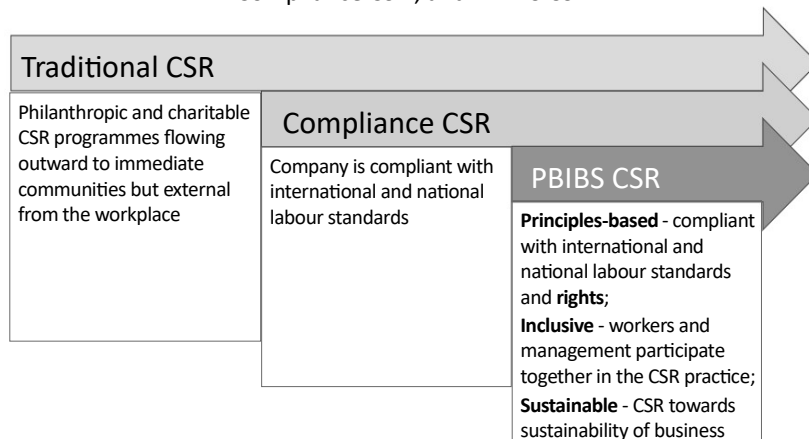 Traditional CSR
Philanthropic and charitable
CSR programmes flowing
outward to immediate
communities but external
from the workplace
Compliance CSR
Company is compliant with
international and national
labour standards
PBIBS CSR
Principles-based - compliant
with international and
national labour standards
and rights;
Inclusive - workers and
management participate
together in the CSR practice;
Sustainable - CSR towards
sustainability of business